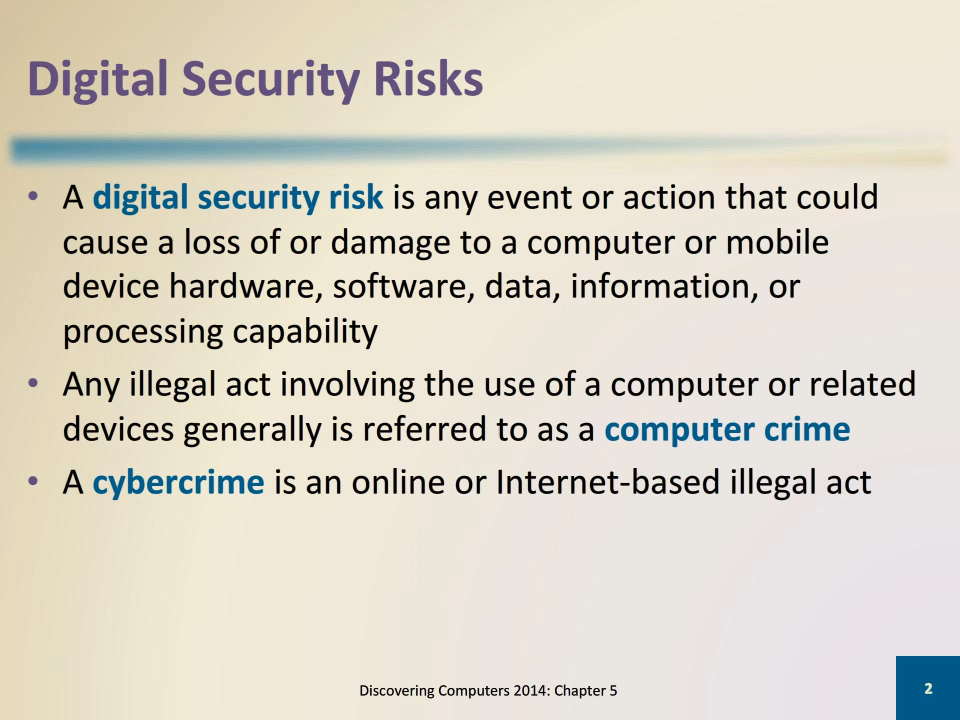 Digital Security Risks
• A digital security risk is any event or action that could
cause a loss of or damage to a computer or mobile
device hardware, software, data, information, or
processing capability
• Any illegal act involving the use of a computer or related
devices generally is referred to as a computer crime
• A cybercrime is an online or Internet-based illegal act
Discovering Computers 2014: Chapter 5
2